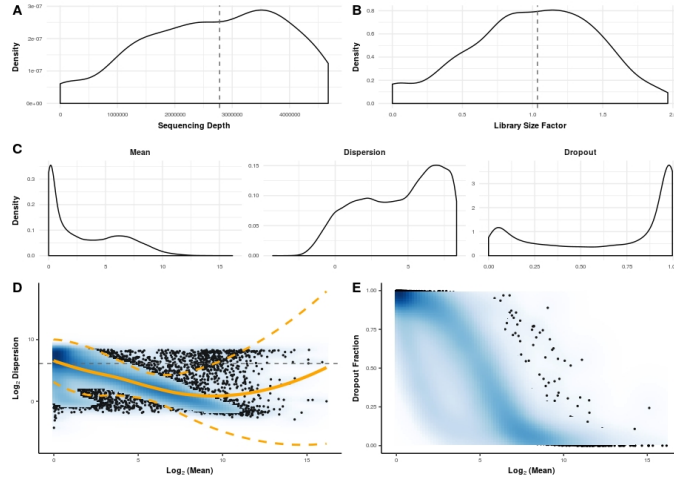 A
Density
3e-07
2e-07
1e-07
0e+00
0
1000000
2000000
3000000
4000000
Sequencing Depth
B
Density
0.8
0.6
0.4
0.2
0.0
0.0
0.5
1.0
1.5
2.
Library Size Factor
C
Mean
Dispersion
Dropout
Density
0.3
0.2
0.1
0.0
0
5
10
15
0.15
0.10
0.05
0.00
0
5
3
2
1
0
0.00
0.25
0.50
0.75
1.0
D
Log₂ Dispersion
10
0
0
5
10
15
Log₂ (Mean)
E
Dropout Fraction
1.00
0.75
0.50
0.25
0.00
0
5
10
15
Log₂ (Mean)